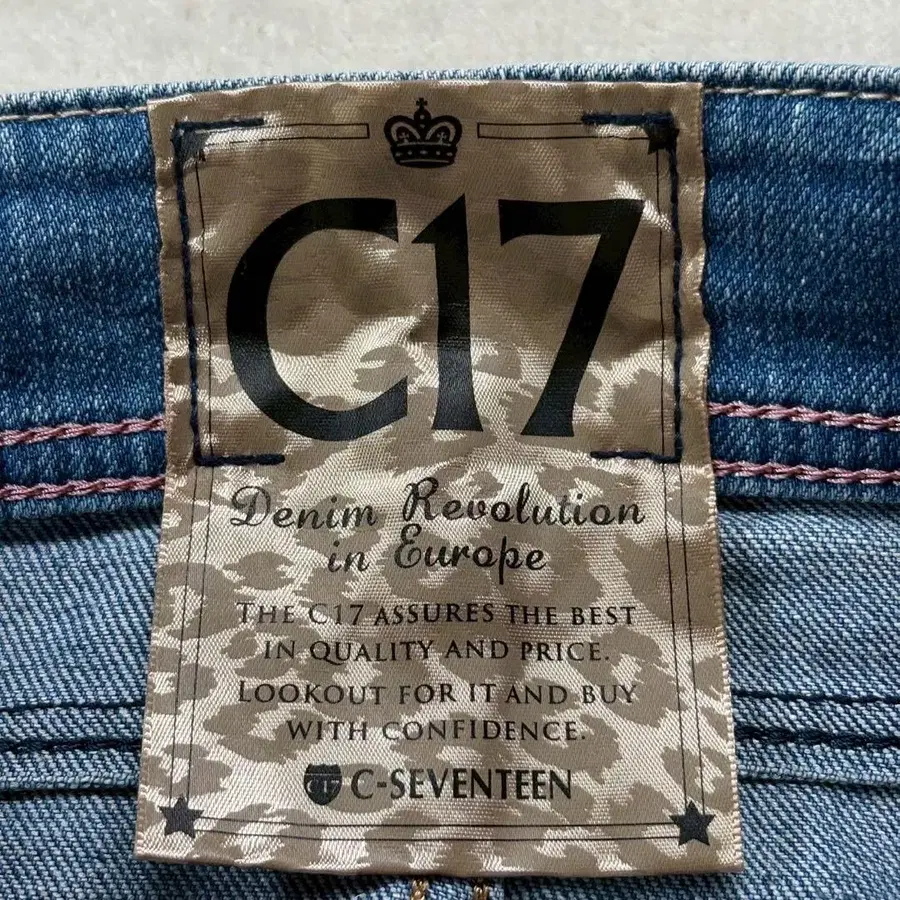 C17
Denim Revolution
in Europe
THE C17 ASSURES THE BEST
IN QUALITY AND PRICE.
LOOKOUT FOR IT AND BUY
WITH CONFIDENCE.
C17 C-SEVENTEEN